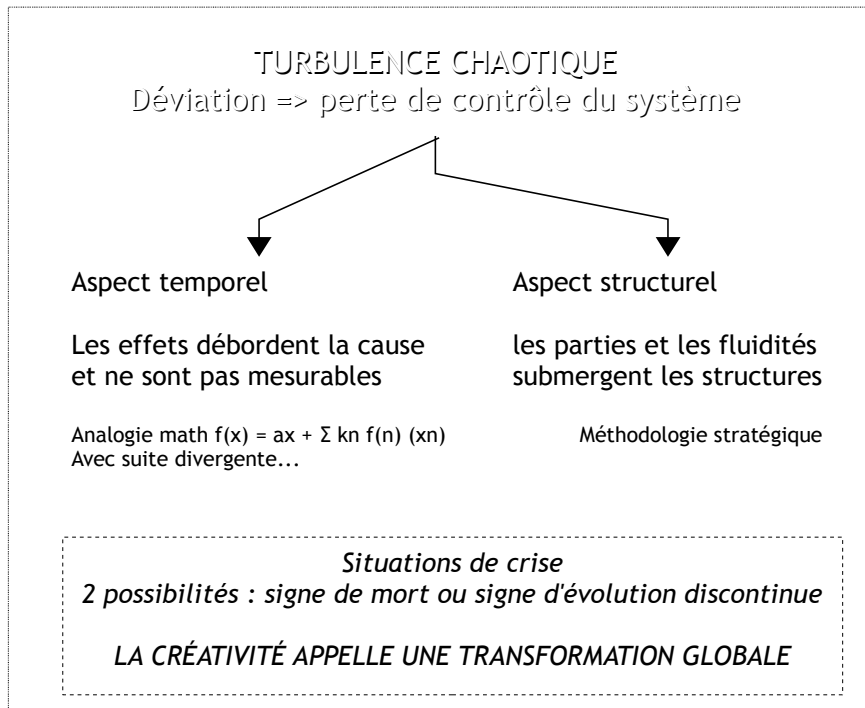 TURBULENCE CHAOTIQUE
Déviation => perte de contrôle du système
Aspect temporel
Les effets débordent la cause
et ne sont pas mesurables
Analogie math f(x) = ax + Σ kn f(n) (xn)
Avec suite divergente...
Aspect structurel
les parties et les fluidités
submergent les structures
Méthodologie stratégique
Situations de crise
2 possibilités : signe de mort ou signe d'évolution discontinue
LA CRÉATIVITÉ APPELLE UNE TRANSFORMATION GLOBALE